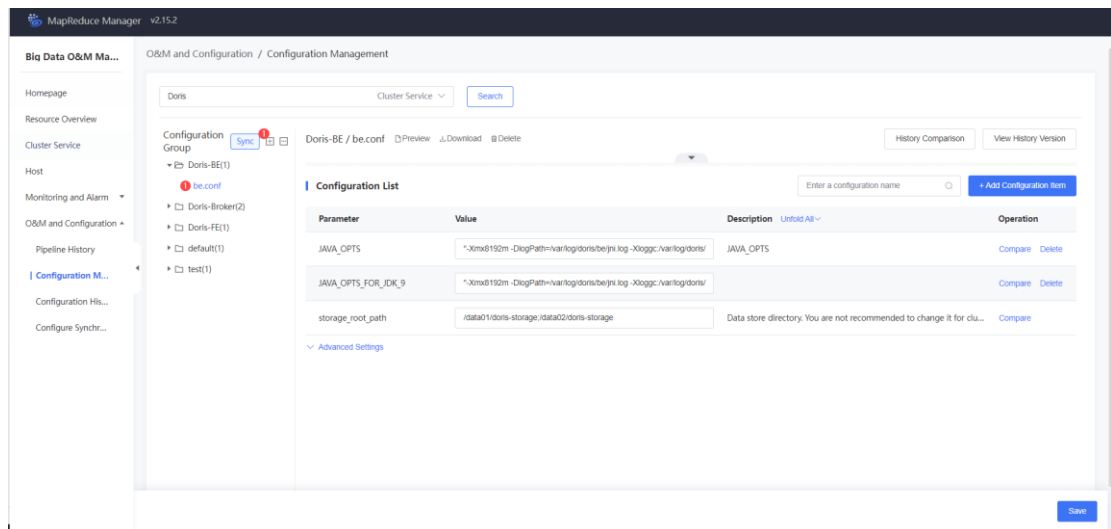 MapReduce Manager v2.15.2
Big Data O&M Ma...
O&M and Configuration / Configuration Management
Homepage
Resource Overview
Cluster Service
Host
Monitoring and Alarm
O&M and Configuration
Pipeline History
Configuration M...
Configuration His...
Configure Synchr...
Doris Cluster Service Search
Configuration Group Sync 1
Doris-BE(1)
1 be.conf
Doris-Broker(2)
Doris-FE(1)
default(1)
test(1)
Doris-BE / be.conf Preview Download Delete History Comparison View History Version
Configuration List Enter a configuration name + Add Configuration Item
Parameter Value Description Unfold All Operation
JAVA_OPTS "-Xmx8192m -DlogPath=/var/log/doris/be/jni.log -Xloggc:/var/log/doris/ JAVA_OPTS Compare Delete
JAVA_OPTS_FOR_JDK_9 "-Xmx8192m -DlogPath=/var/log/doris/be/jni.log -Xloggc:/var/log/doris/ Compare Delete
storage_root_path /data01/doris-storage;/data02/doris-storage Data store directory. You are not recommended to change it for clu... Compare
Advanced Settings
Save